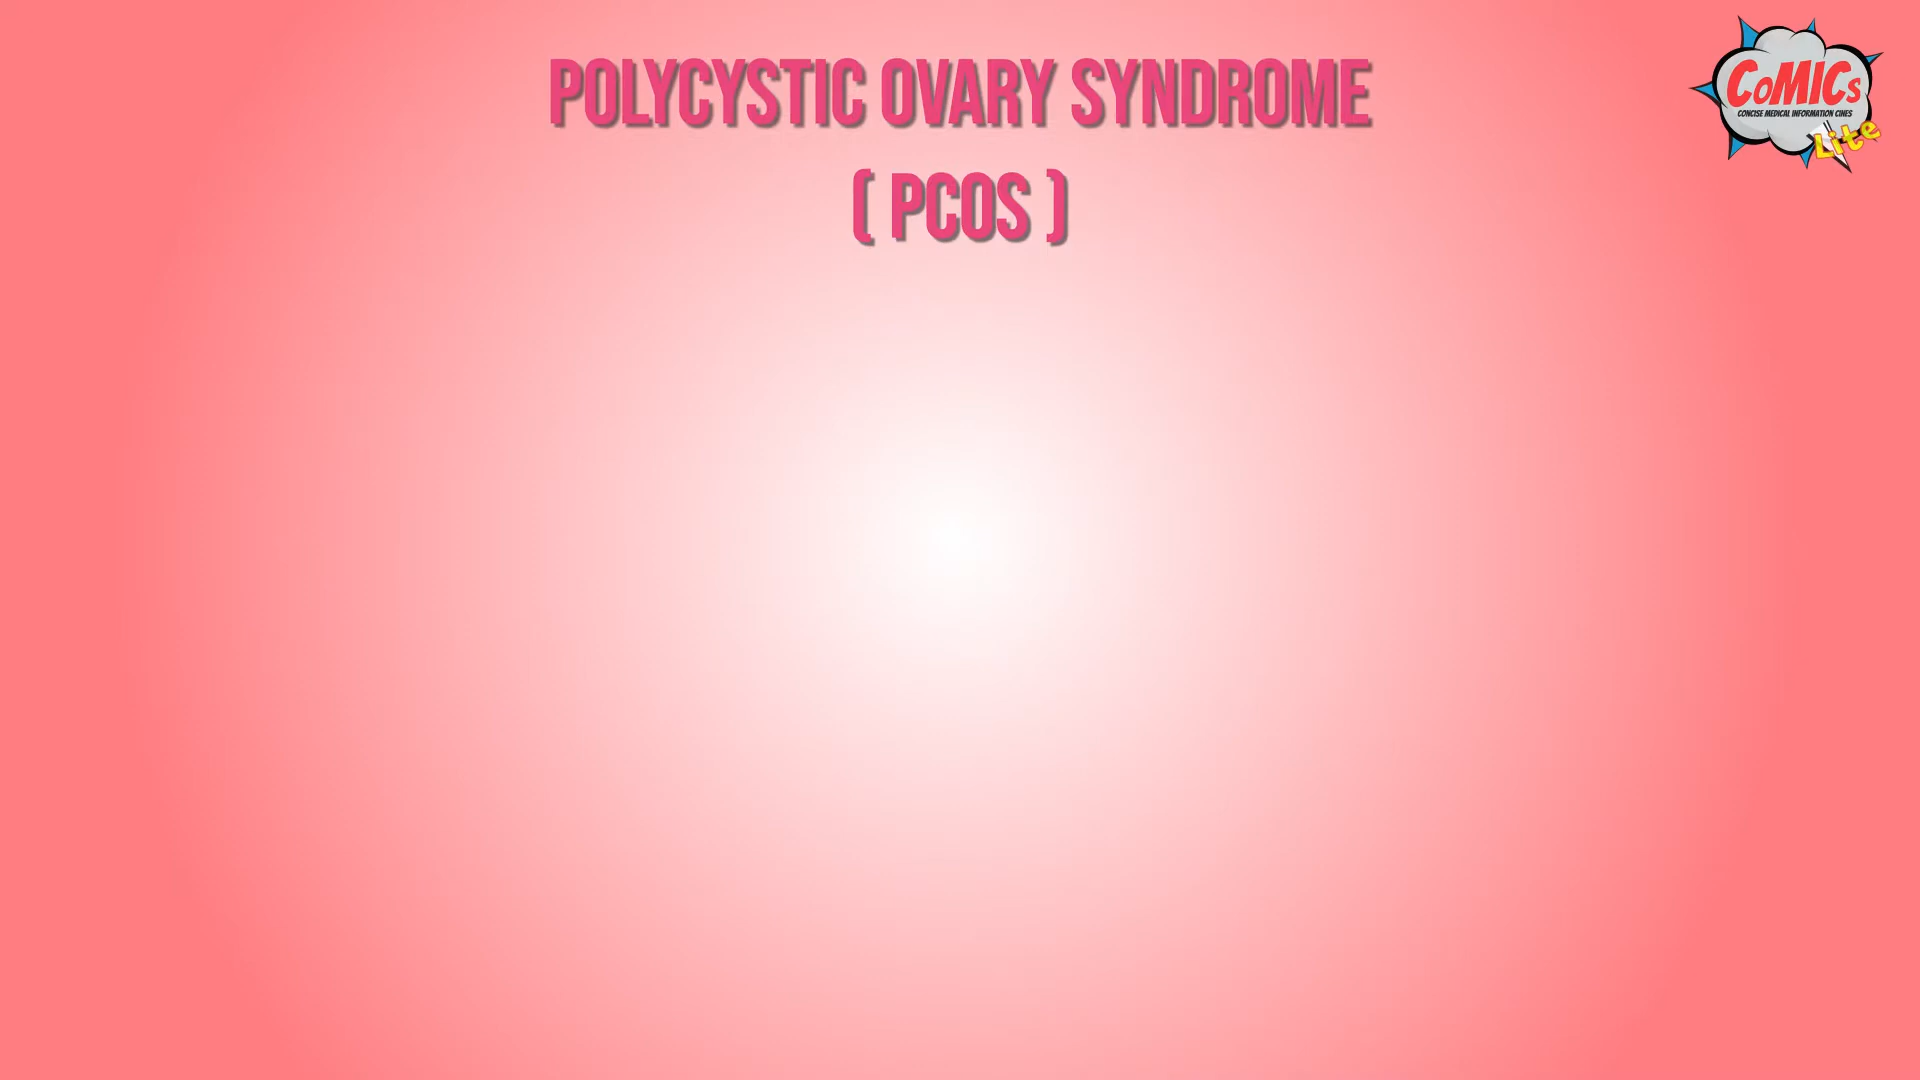 POLYCYSTIC OVARY SYNDROME
( PCOS )
CoMICs
CONCISE MEDICAL INFORMATION CINES
Lite